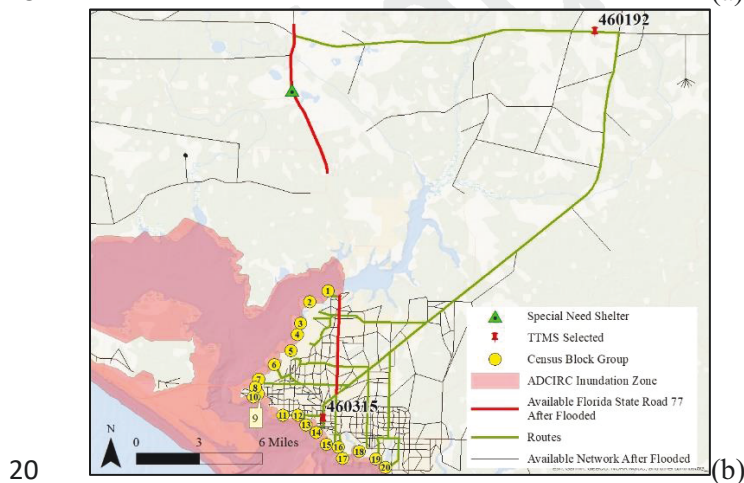 460192
1
2
3
4
5
6
7
8
10
9
11
12
13
14
15
16
17
18
19
20
460315
N
0 3 6 Miles
Special Need Shelter
TTMS Selected
Census Block Group
ADCIRC Inundation Zone
Available Florida State Road 77
After Flooded
Routes
Available Network After Flooded
20
(b)